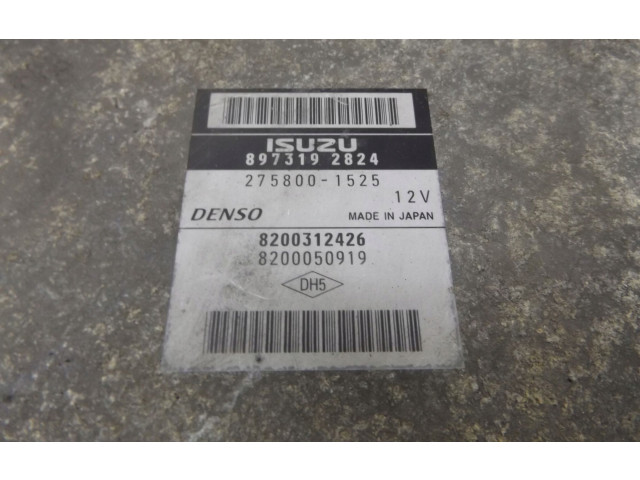 ISUZU
897319 2824
275800-1525
12V
DENSO MADE IN JAPAN
8200312426
8200050919
DH5